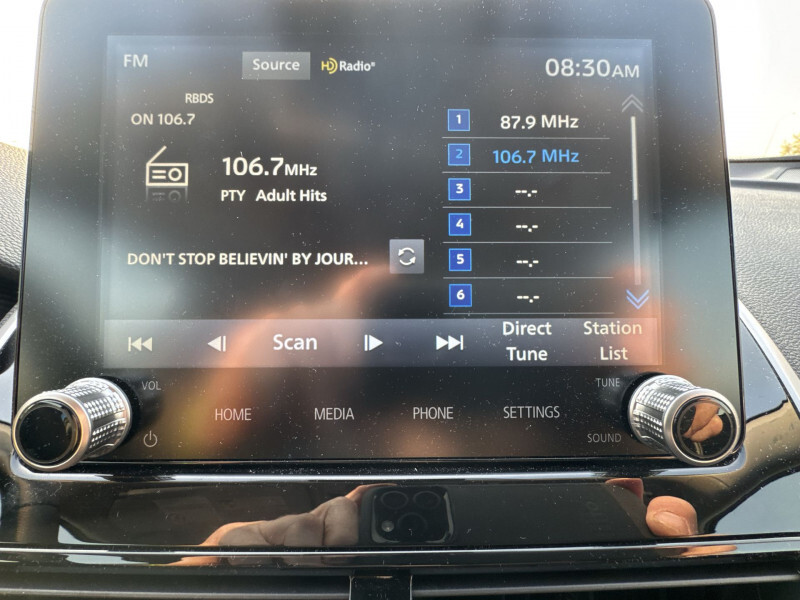 FM
Source
HD Radio®
08:30AM
RBDS
ON 106.7
106.7MHz
PTY Adult Hits
DON'T STOP BELIEVIN' BY JOUR...
1 87.9 MHz
2 106.7 MHz
3 --.-
4 --.-
5 --.-
6 --.-
Scan
Direct
Tune
Station
List
VOL
TUNE
HOME
MEDIA
PHONE
SETTINGS
SOUND